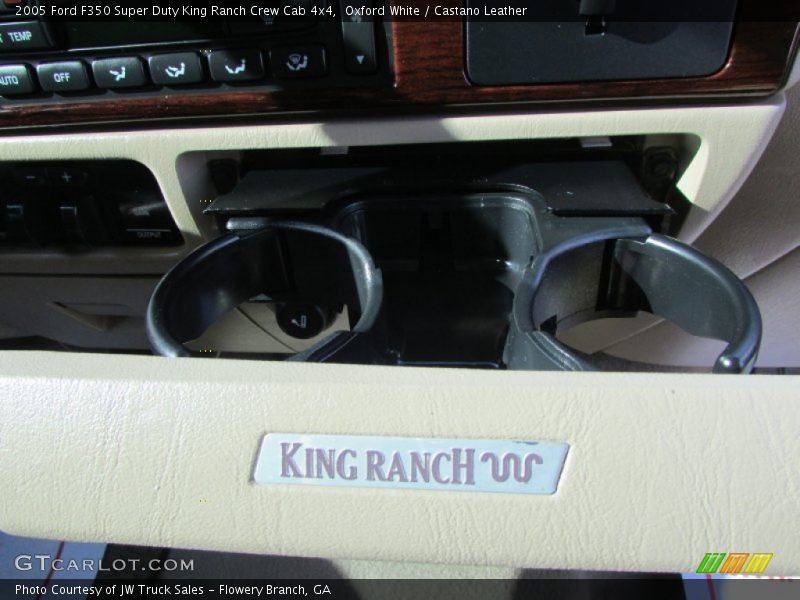 2005 Ford F350 Super Duty King Ranch Crew Cab 4x4, Oxford White / Castano Leather
TEMP
AUTO
OFF
- +
OUTPUT
KING RANCH
GTCARLOT.COM
Photo Courtesy of JW Truck Sales - Flowery Branch, GA